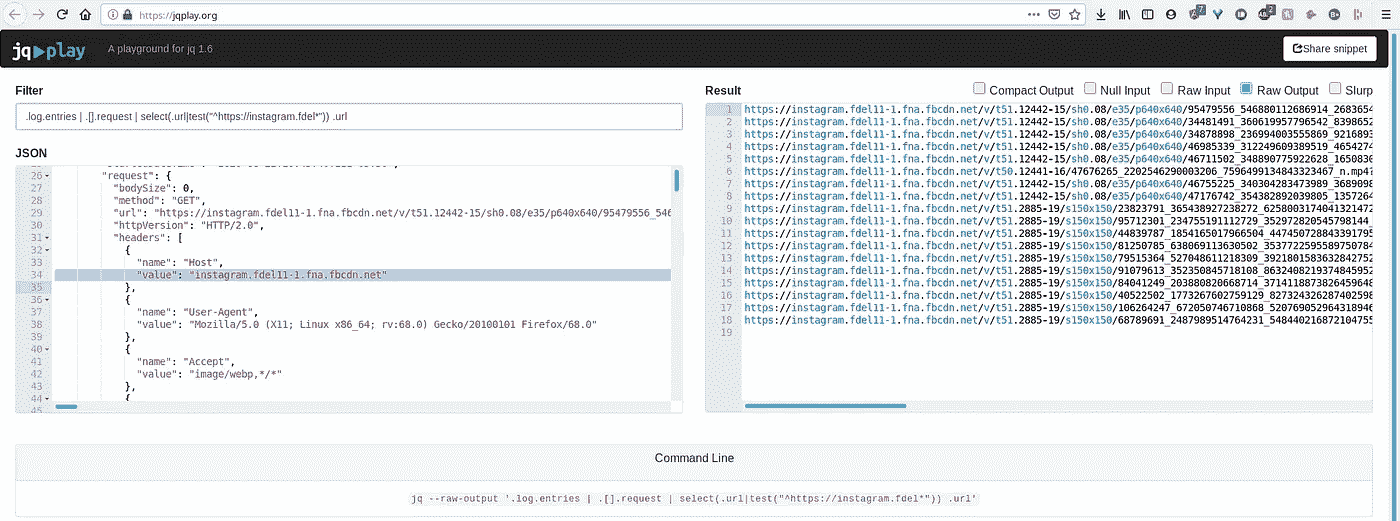 https://jqplay.org
7
2
jq play
A playground for jq 1.6
Share snippet
Filter
.log.entries | .[].request | select(.url|test("^https://instagram.fdel*")) .url
JSON
26
"request": {
27
"bodySize": 0,
28
"method": "GET",
29
"url": "https://instagram.fdel11-1.fna.fbcdn.net/v/t51.12442-15/sh0.08/e35/p640x640/95479556_546
30
"httpVersion": "HTTP/2.0",
31
"headers": [
32
{
33
"name": "Host",
34
"value": "instagram.fdel11-1.fna.fbcdn.net"
35
},
36
{
37
"name": "User-Agent",
38
"value": "Mozilla/5.0 (X11; Linux x86_64; rv:68.0) Gecko/20100101 Firefox/68.0"
39
},
40
{
41
"name": "Accept",
42
"value": "image/webp,*/*"
43
},
44
{
45
Result
Compact Output
Null Input
Raw Input
Raw Output
Slurp
1 https://instagram.fdel11-1.fna.fbcdn.net/v/t51.12442-15/sh0.08/e35/p640x640/95479556_546880112686914_2683654
2 https://instagram.fdel11-1.fna.fbcdn.net/v/t51.12442-15/sh0.08/e35/p640x640/34481491_360619957796542_8398652
3 https://instagram.fdel11-1.fna.fbcdn.net/v/t51.12442-15/sh0.08/e35/p640x640/34878898_236994003555869_9216893
4 https://instagram.fdel11-1.fna.fbcdn.net/v/t51.12442-15/sh0.08/e35/p640x640/46985339_312249609389519_4654274
5 https://instagram.fdel11-1.fna.fbcdn.net/v/t51.12442-15/sh0.08/e35/p640x640/46711502_348890775922628_1650830
6 https://instagram.fdel11-1.fna.fbcdn.net/v/t50.12441-16/47676265_2202546290003206_7596499134843323467_n.mp4?
7 https://instagram.fdel11-1.fna.fbcdn.net/v/t51.12442-15/sh0.08/e35/p640x640/46755225_340304283473989_3689098
8 https://instagram.fdel11-1.fna.fbcdn.net/v/t51.12442-15/sh0.08/e35/p640x640/47176742_354382892039805_1357264
9 https://instagram.fdel11-1.fna.fbcdn.net/v/t51.2885-19/s150x150/23823791_365438927238272_6258003174041321472
10 https://instagram.fdel11-1.fna.fbcdn.net/v/t51.2885-19/s150x150/95712301_234755191112729_352972820545798144_
11 https://instagram.fdel11-1.fna.fbcdn.net/v/t51.2885-19/s150x150/44839787_1854165017966504_447450728843391795
12 https://instagram.fdel11-1.fna.fbcdn.net/v/t51.2885-19/s150x150/81250785_638069113630502_3537722595589750784
13 https://instagram.fdel11-1.fna.fbcdn.net/v/t51.2885-19/s150x150/79515364_527048611218309_3921801583632842752
14 https://instagram.fdel11-1.fna.fbcdn.net/v/t51.2885-19/s150x150/91079613_352350845718108_8632408219374845952
15 https://instagram.fdel11-1.fna.fbcdn.net/v/t51.2885-19/s150x150/84041249_203880820668714_3714118873826459648
16 https://instagram.fdel11-1.fna.fbcdn.net/v/t51.2885-19/s150x150/40522502_1773267602759129_827324326287402598
17 https://instagram.fdel11-1.fna.fbcdn.net/v/t51.2885-19/s150x150/106264247_672050746710868_520769052964318946
18 https://instagram.fdel11-1.fna.fbcdn.net/v/t51.2885-19/s150x150/68789691_2487989514764231_548440216872104755
19
Command Line
jq --raw-output '.log.entries | .[].request | select(.url|test("^https://instagram.fdel*")) .url'